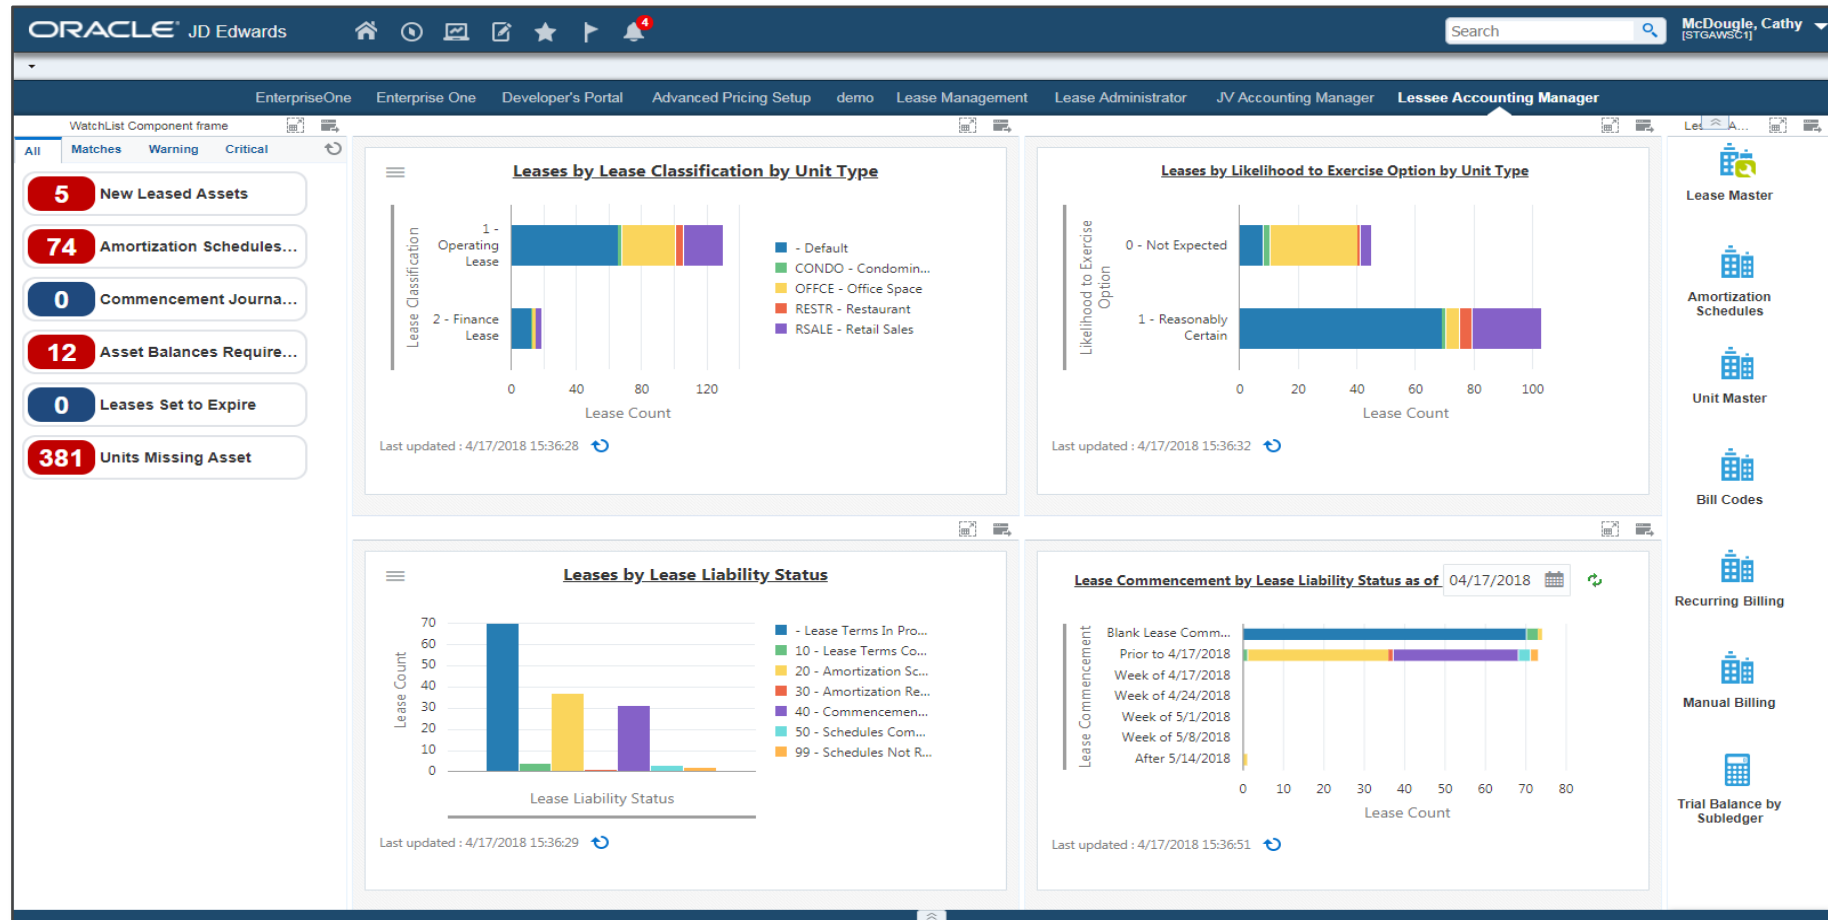 ORACLE JD Edwards
4
Search
McDougle, Cathy
[STGAWSC1]
EnterpriseOne Enterprise One Developer's Portal Advanced Pricing Setup demo Lease Management Lease Administrator JV Accounting Manager Lessee Accounting Manager
WatchList Component frame
All Matches Warning Critical
5 New Leased Assets
74 Amortization Schedules...
0 Commencement Journa...
12 Asset Balances Require...
0 Leases Set to Expire
381 Units Missing Asset
Leases by Lease Classification by Unit Type
Lease Classification
1 -
Operating
Lease
2 - Finance
Lease
0 40 80 120
Lease Count
- Default
CONDO - Condomin...
OFFCE - Office Space
RESTR - Restaurant
RSALE - Retail Sales
Last updated : 4/17/2018 15:36:28
Leases by Likelihood to Exercise Option by Unit Type
Likelihood to Exercise
Option
0 - Not Expected
1 - Reasonably
Certain
0 20 40 60 80 100
Lease Count
Last updated : 4/17/2018 15:36:32
Leases by Lease Liability Status
Lease Count
70
60
50
40
30
20
10
0
Lease Liability Status
- Lease Terms In Pro...
10 - Lease Terms Co...
20 - Amortization Sc...
30 - Amortization Re...
40 - Commencemen...
50 - Schedules Com...
99 - Schedules Not R...
Last updated : 4/17/2018 15:36:29
Lease Commencement by Lease Liability Status as of 04/17/2018
Lease Commencement
Blank Lease Comm...
Prior to 4/17/2018
Week of 4/17/2018
Week of 4/24/2018
Week of 5/1/2018
Week of 5/8/2018
After 5/14/2018
0 10 20 30 40 50 60 70 80
Lease Count
Last updated : 4/17/2018 15:36:51
Lease Master
Amortization
Schedules
Unit Master
Bill Codes
Recurring Billing
Manual Billing
Trial Balance by
Subledger